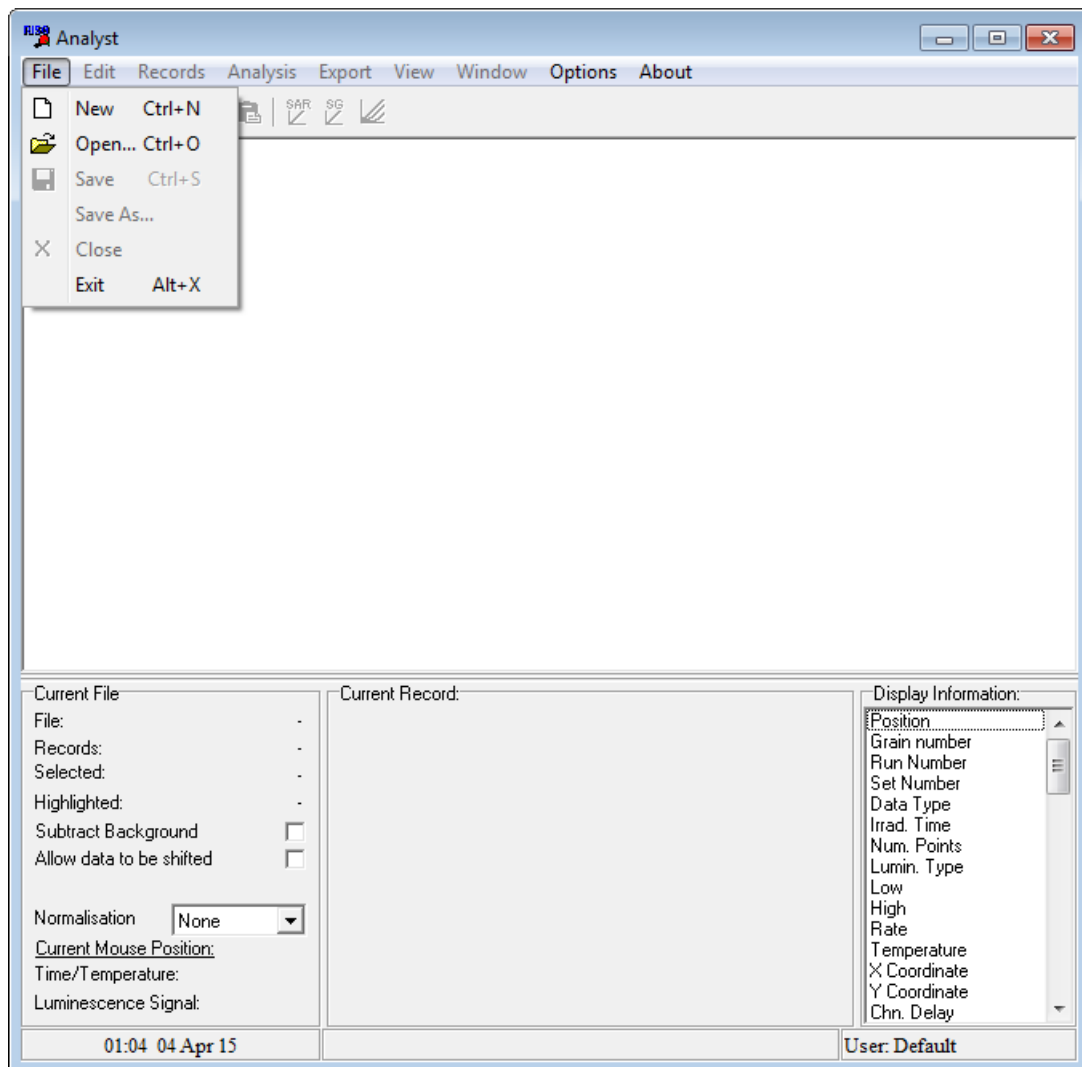 RISØ Analyst
File Edit Records Analysis Export View Window Options About
New Ctrl+N
Open... Ctrl+O
Save Ctrl+S
Save As...
Close
Exit Alt+X
SAR SG
Current File
File: -
Records: -
Selected: -
Highlighted: -
Subtract Background
Allow data to be shifted
Normalisation None
Current Mouse Position:
Time/Temperature:
Luminescence Signal:
Current Record:
Display Information:
Position
Grain number
Run Number
Set Number
Data Type
Irrad. Time
Num. Points
Lumin. Type
Low
High
Rate
Temperature
X Coordinate
Y Coordinate
Chn. Delay
01:04 04 Apr 15
User: Default